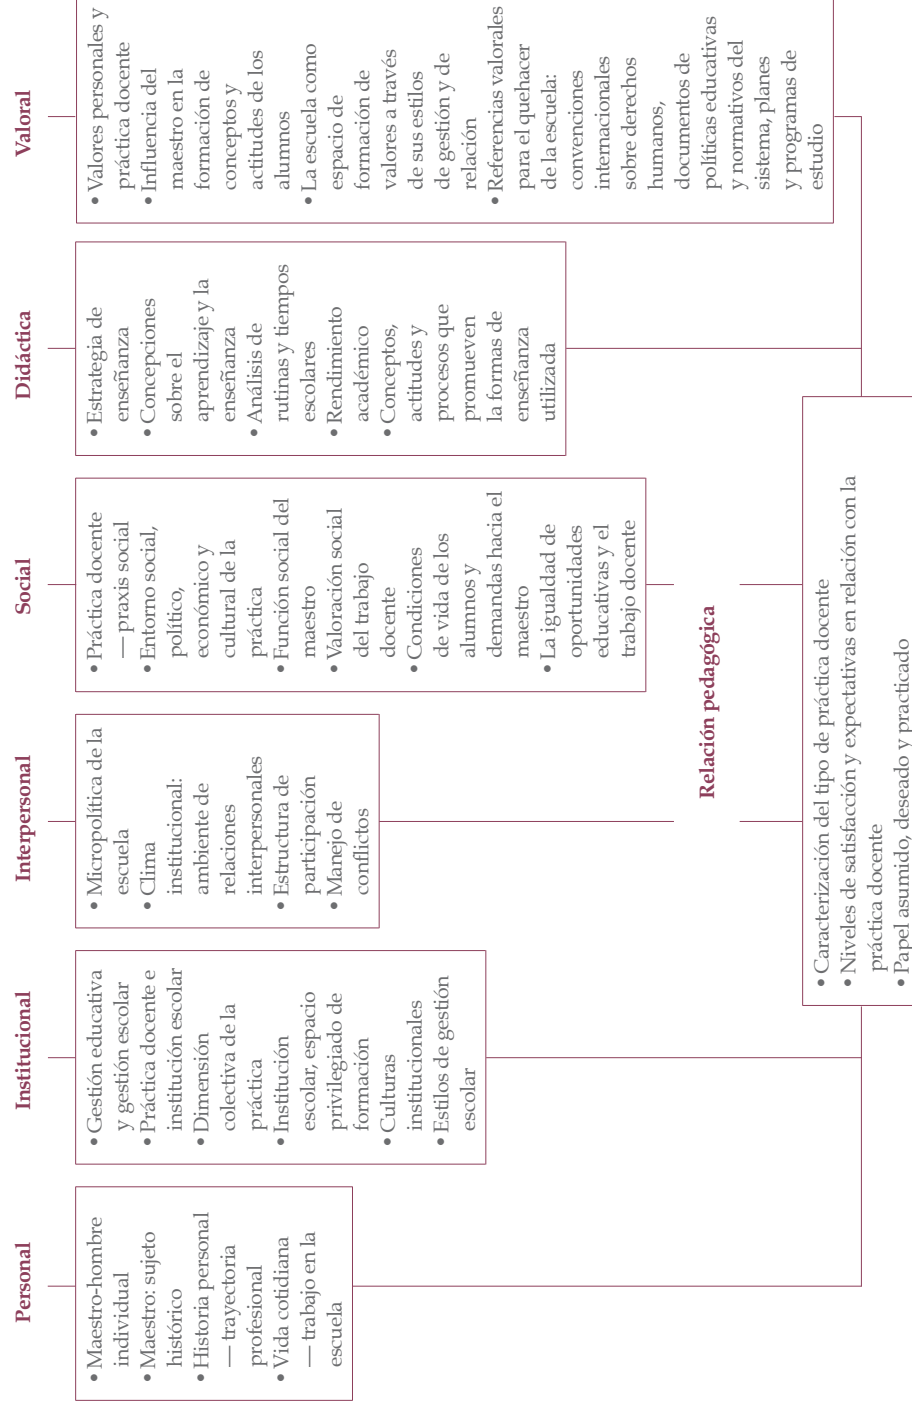 Personal
• Maestro-hombre
individual
• Maestro: sujeto
histórico
• Historia personal
— trayectoria
profesional
• Vida cotidiana
— trabajo en la
escuela
Institucional
• Gestión educativa
y gestión escolar
• Práctica docente e
institución escolar
• Dimensión
colectiva de la
práctica
• Institución
escolar, espacio
privilegiado de
formación
• Culturas
institucionales
• Estilos de gestión
escolar
Interpersonal
• Micropolítica de la
escuela
• Clima
institucional:
ambiente de
relaciones
interpersonales
• Estructura de
participación
• Manejo de
conflictos
Social
• Práctica docente
— praxis social
• Entorno social,
político,
económico y
cultural de la
práctica
• Función social del
maestro
• Valoración social
del trabajo
docente
• Condiciones
de vida de los
alumnos y
demandas hacia el
maestro
• La igualdad de
oportunidades
educativas y el
trabajo docente
Didáctica
• Estrategia de
enseñanza
• Concepciones
sobre el
aprendizaje y la
enseñanza
• Análisis de
rutinas y tiempos
escolares
• Rendimiento
académico
• Conceptos,
actitudes y
procesos que
promueven
la formas de
enseñanza
utilizada
Valoral
• Valores personales y
práctica docente
• Influencia del
maestro en la
formación de
conceptos y
actitudes de los
alumnos
• La escuela como
espacio de
formación de
valores a través
de sus estilos
de gestión y de
relación
• Referencias valorales
para el quehacer
de la escuela:
convenciones
internacionales
sobre derechos
humanos,
documentos de
políticas educativas
y normativos del
sistema, planes
y programas de
estudio
Relación pedagógica
• Caracterización del tipo de práctica docente
• Niveles de satisfacción y expectativas en relación con la
práctica docente
• Papel asumido, deseado y practicado